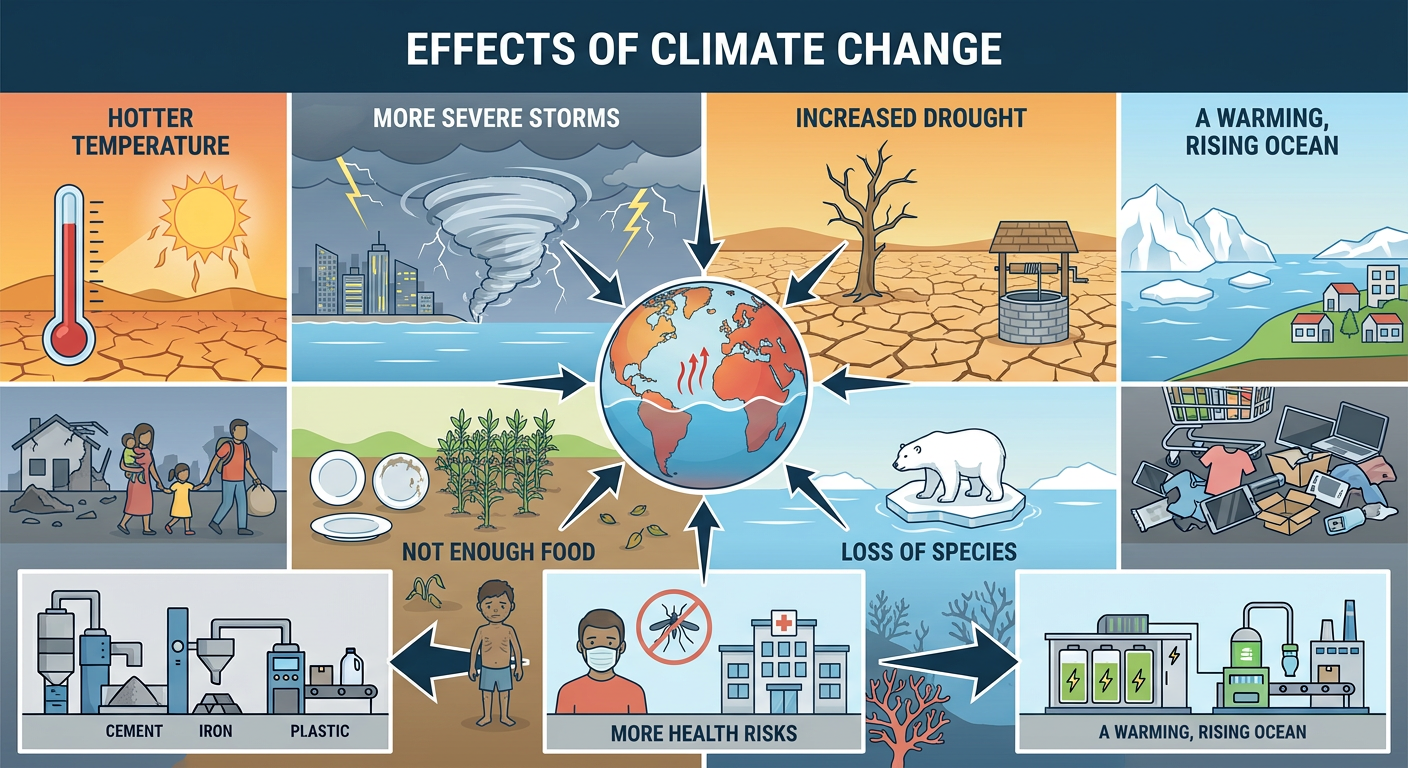 EFFECTS OF CLIMATE CHANGE
HOTTER
TEMPERATURE
MORE SEVERE STORMS
INCREASED DROUGHT
A WARMING,
RISING OCEAN
NOT ENOUGH FOOD
LOSS OF SPECIES
CEMENT
IRON
PLASTIC
MORE HEALTH RISKS
A WARMING, RISING OCEAN